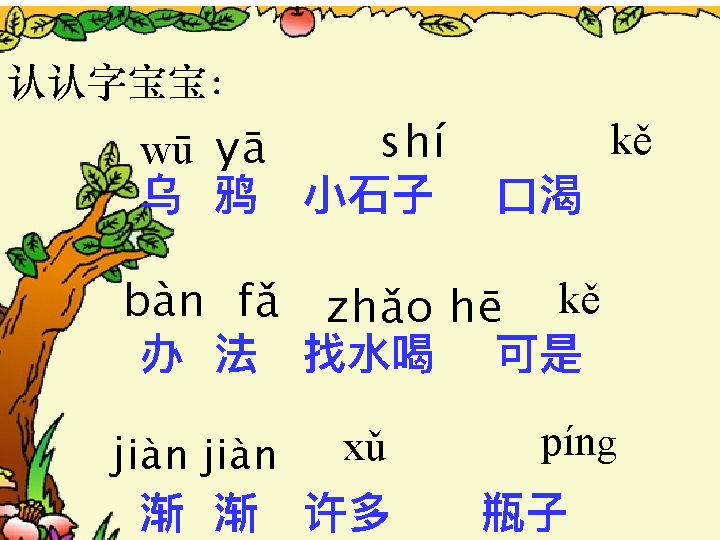 认认字宝宝：
wū yā shí kě
乌 鸦 小石子 口渴
bàn fǎ zhǎo hē kě
办 法 找水喝 可是
jiàn jiàn xǔ píng
渐 渐 许多 瓶子